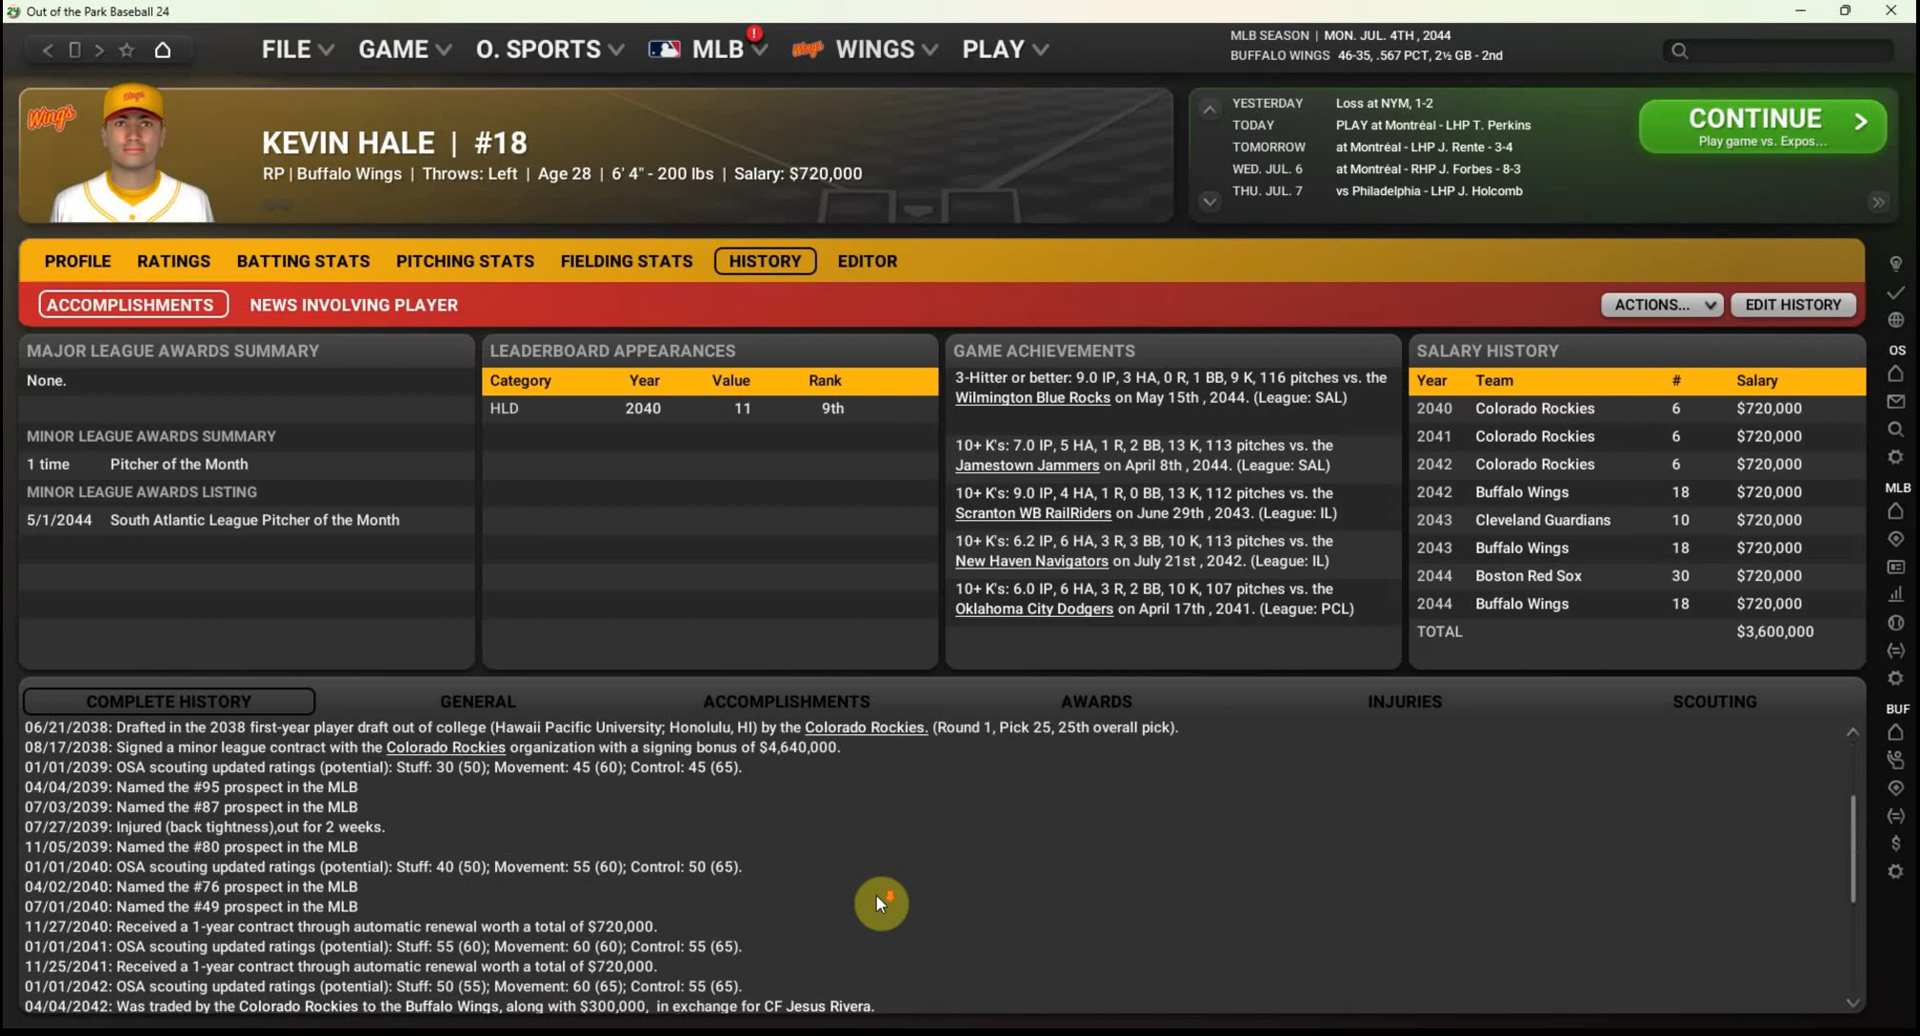 Out of the Park Baseball 24
FILE GAME O. SPORTS MLB ! WINGS PLAY
MLB SEASON | MON. JUL. 4TH , 2044
BUFFALO WINGS 46-35, .567 PCT, 2½ GB - 2nd
Wings
KEVIN HALE | #18
RP | Buffalo Wings | Throws: Left | Age 28 | 6' 4" - 200 lbs | Salary: $720,000
YESTERDAY Loss at NYM, 1-2
TODAY PLAY at Montréal - LHP T. Perkins
TOMORROW at Montréal - LHP J. Rente - 3-4
WED. JUL. 6 at Montréal - RHP J. Forbes - 8-3
THU. JUL. 7 vs Philadelphia - LHP J. Holcomb
CONTINUE
Play game vs. Expos...
PROFILE RATINGS BATTING STATS PITCHING STATS FIELDING STATS HISTORY EDITOR
ACCOMPLISHMENTS NEWS INVOLVING PLAYER ACTIONS... EDIT HISTORY
MAJOR LEAGUE AWARDS SUMMARY
None.
MINOR LEAGUE AWARDS SUMMARY
1 time Pitcher of the Month
MINOR LEAGUE AWARDS LISTING
5/1/2044 South Atlantic League Pitcher of the Month
LEADERBOARD APPEARANCES
Category Year Value Rank
HLD 2040 11 9th
GAME ACHIEVEMENTS
3-Hitter or better: 9.0 IP, 3 HA, 0 R, 1 BB, 9 K, 116 pitches vs. the
Wilmington Blue Rocks on May 15th , 2044. (League: SAL)
10+ K's: 7.0 IP, 5 HA, 1 R, 2 BB, 13 K, 113 pitches vs. the
Jamestown Jammers on April 8th , 2044. (League: SAL)
10+ K's: 9.0 IP, 4 HA, 1 R, 0 BB, 13 K, 112 pitches vs. the
Scranton WB RailRiders on June 29th , 2043. (League: IL)
10+ K's: 6.2 IP, 6 HA, 3 R, 3 BB, 10 K, 113 pitches vs. the
New Haven Navigators on July 21st , 2042. (League: IL)
10+ K's: 6.0 IP, 6 HA, 3 R, 2 BB, 10 K, 107 pitches vs. the
Oklahoma City Dodgers on April 17th , 2041. (League: PCL)
SALARY HISTORY
Year Team # Salary
2040 Colorado Rockies 6 $720,000
2041 Colorado Rockies 6 $720,000
2042 Colorado Rockies 6 $720,000
2042 Buffalo Wings 18 $720,000
2043 Cleveland Guardians 10 $720,000
2043 Buffalo Wings 18 $720,000
2044 Boston Red Sox 30 $720,000
2044 Buffalo Wings 18 $720,000
TOTAL $3,600,000
COMPLETE HISTORY GENERAL ACCOMPLISHMENTS AWARDS INJURIES SCOUTING
06/21/2038: Drafted in the 2038 first-year player draft out of college (Hawaii Pacific University; Honolulu, HI) by the Colorado Rockies. (Round 1, Pick 25, 25th overall pick).
08/17/2038: Signed a minor league contract with the Colorado Rockies organization with a signing bonus of $4,640,000.
01/01/2039: OSA scouting updated ratings (potential): Stuff: 30 (50); Movement: 45 (60); Control: 45 (65).
04/04/2039: Named the #95 prospect in the MLB
07/03/2039: Named the #87 prospect in the MLB
07/27/2039: Injured (back tightness),out for 2 weeks.
11/05/2039: Named the #80 prospect in the MLB
01/01/2040: OSA scouting updated ratings (potential): Stuff: 40 (50); Movement: 55 (60); Control: 50 (65).
04/02/2040: Named the #76 prospect in the MLB
07/01/2040: Named the #49 prospect in the MLB
11/27/2040: Received a 1-year contract through automatic renewal worth a total of $720,000.
01/01/2041: OSA scouting updated ratings (potential): Stuff: 55 (60); Movement: 60 (60); Control: 55 (65).
11/25/2041: Received a 1-year contract through automatic renewal worth a total of $720,000.
01/01/2042: OSA scouting updated ratings (potential): Stuff: 50 (55); Movement: 60 (65); Control: 55 (65).
04/04/2042: Was traded by the Colorado Rockies to the Buffalo Wings, along with $300,000, in exchange for CF Jesus Rivera.
OS
MLB
BUF